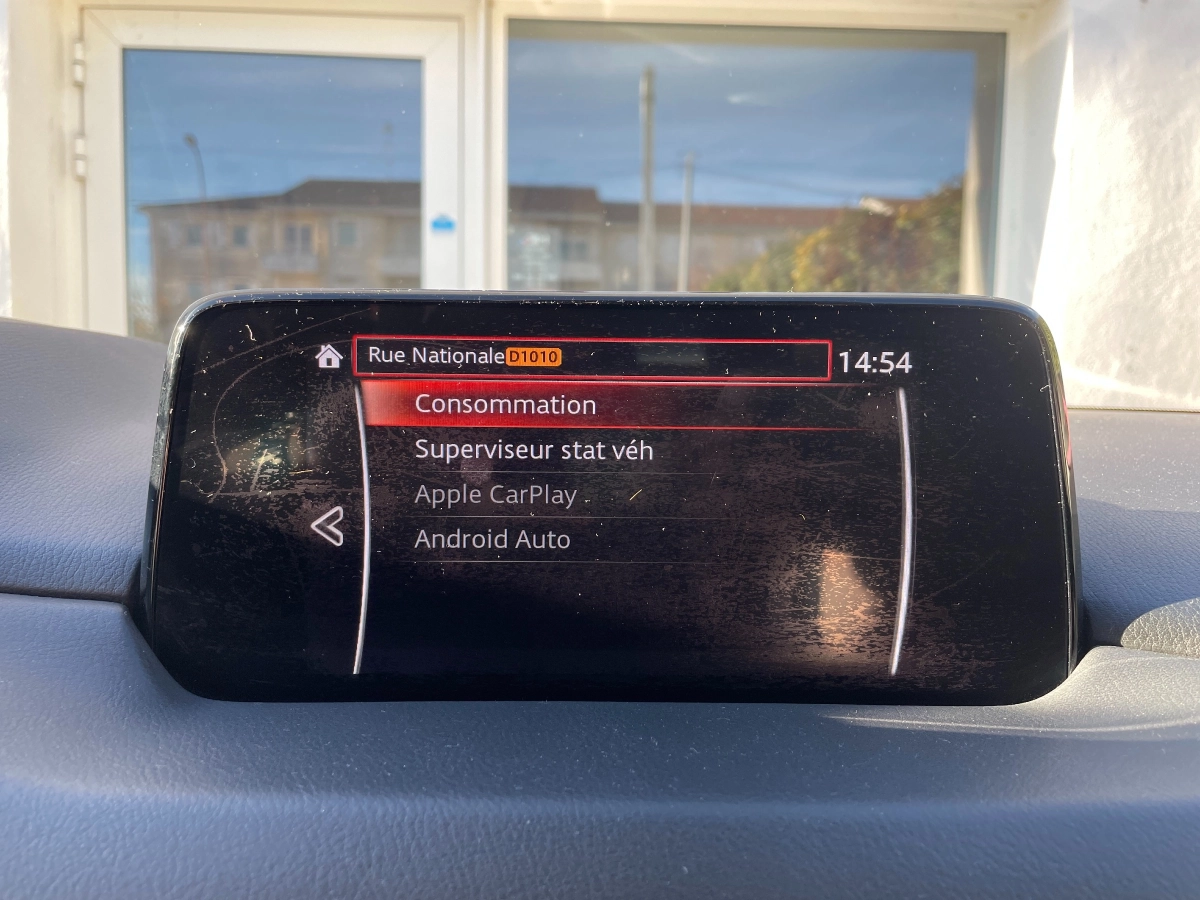 Rue Nationale D1010 14:54
Consommation
Superviseur stat véh
Apple CarPlay
Android Auto